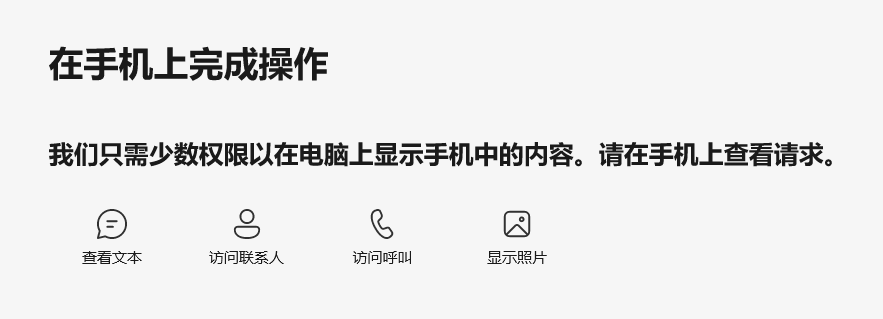 在手机上完成操作
我们只需少数权限以在电脑上显示手机中的内容。请在手机上查看请求。
查看文本 访问联系人 访问呼叫 显示照片